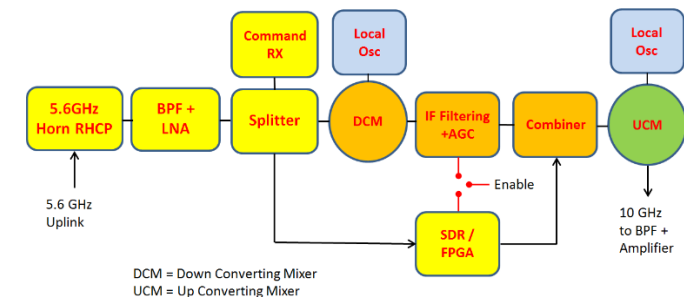 Command
RX
Local
Osc
Local
Osc
5.6GHz
Horn RHCP
BPF +
LNA
Splitter
DCM
IF Filtering
+AGC
Combiner
UCM
Enable
5.6 GHz
Uplink
SDR /
FPGA
10 GHz
to BPF +
Amplifier
DCM = Down Converting Mixer
UCM = Up Converting Mixer